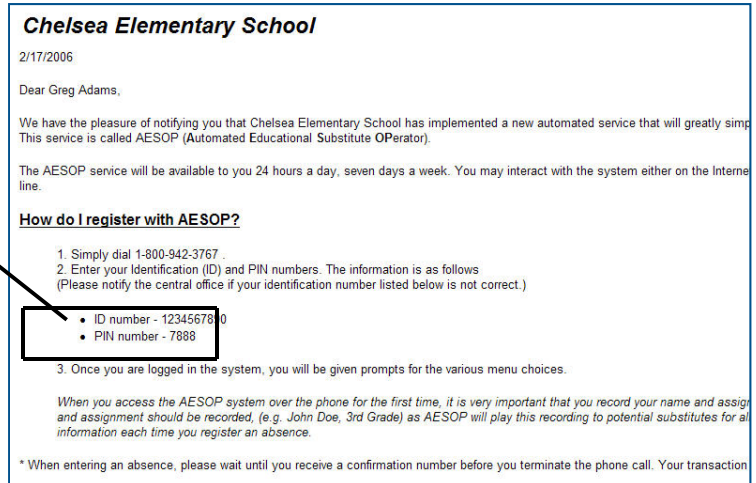 Chelsea Elementary School
2/17/2006
Dear Greg Adams,
We have the pleasure of notifying you that Chelsea Elementary School has implemented a new automated service that will greatly
This service is called AESOP (Automated Educational Substitute OPerator).
The AESOP service will be available to you 24 hours a day, seven days a week. You may interact with the system either on the
line.
How do I register with AESOP?
1. Simply dial 1-800-942-3767 .
2. Enter your Identification (ID) and PIN numbers. The information is as follows
(Please notify the central office if your identification number listed below is not correct.)
• ID number - 1234567890
• PIN number - 7888
3. Once you are logged in the system, you will be given prompts for the various menu choices.
When you access the AESOP system over the phone for the first time, it is very important that you record your name and
and assignment should be recorded, (e.g. John Doe, 3rd Grade) as AESOP will play this recording to potential substitutes for
information each time you register an absence.
* When entering an absence, please wait until you receive a confirmation number before you terminate the phone call. Your transaction